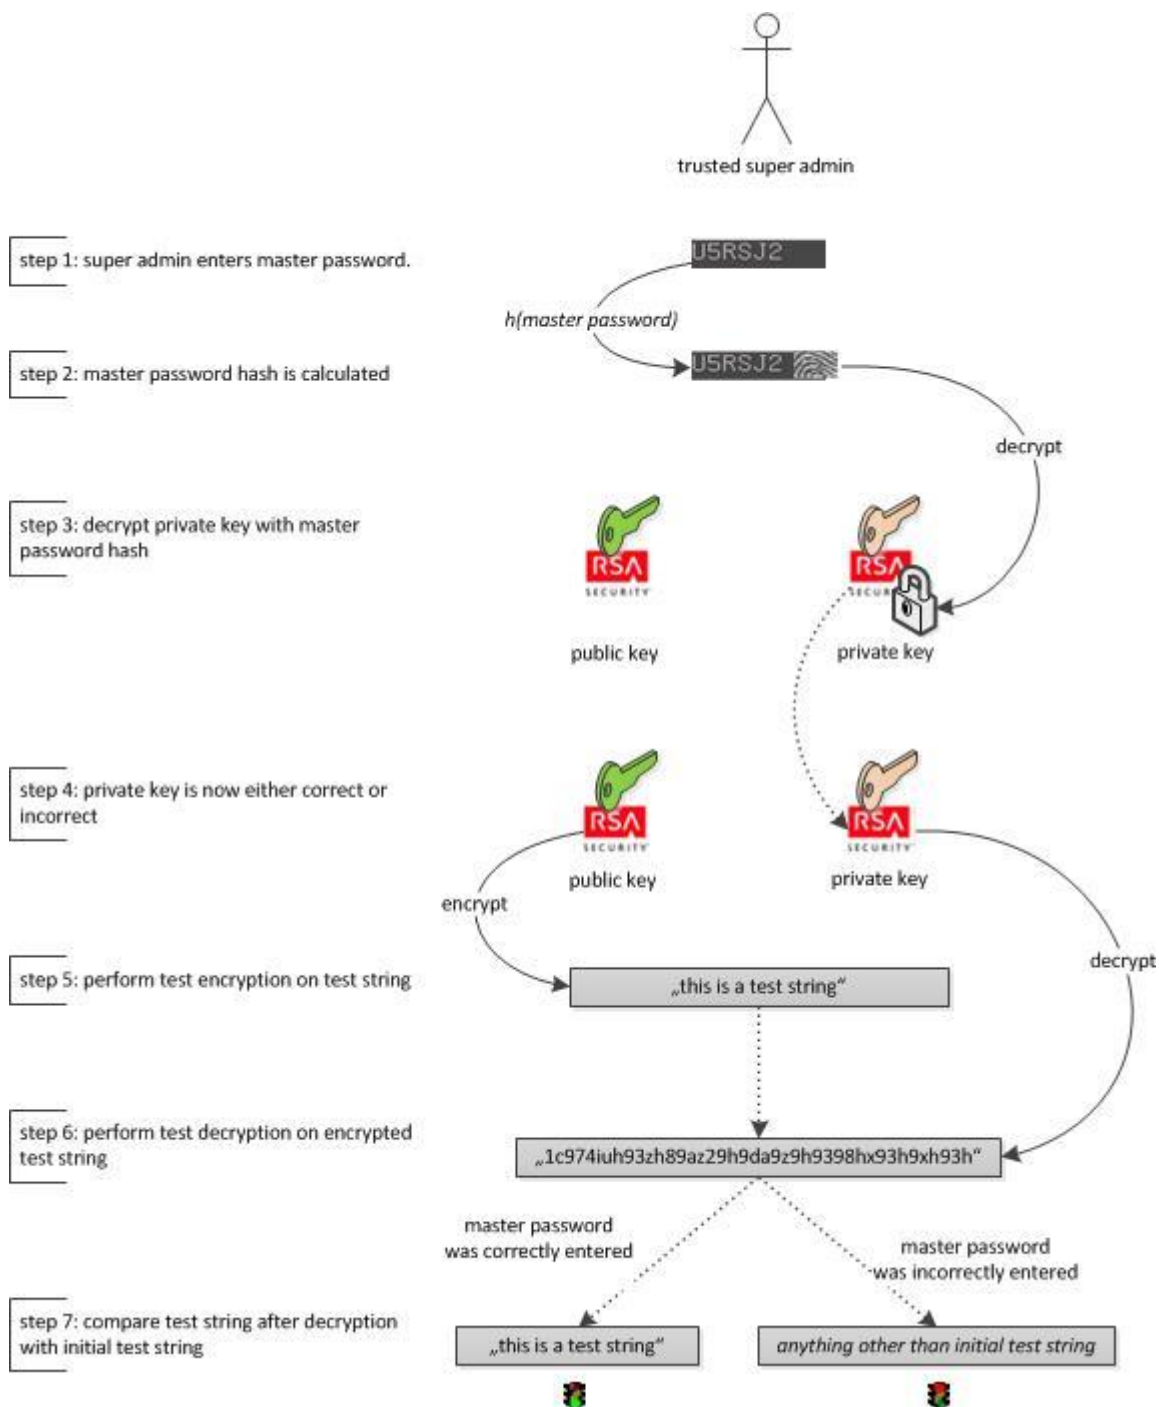 trusted super admin
step 1: super admin enters master password.
U5RSJ2
h(master password)
step 2: master password hash is calculated
U5RSJ2
decrypt
step 3: decrypt private key with master
password hash
RSA
SECURITY
RSA
SECUR
public key
private key
step 4: private key is now either correct or
incorrect
RSA
SECURITY
RSA
SECURITY
public key
private key
encrypt
decrypt
step 5: perform test encryption on test string
„this is a test string“
step 6: perform test decryption on encrypted
test string
„1c974iuh93zh89az29h9da9z9h9398hx93h9xh93h“
master password
was correctly entered
master password
was incorrectly entered
step 7: compare test string after decryption
with initial test string
„this is a test string“
anything other than initial test string